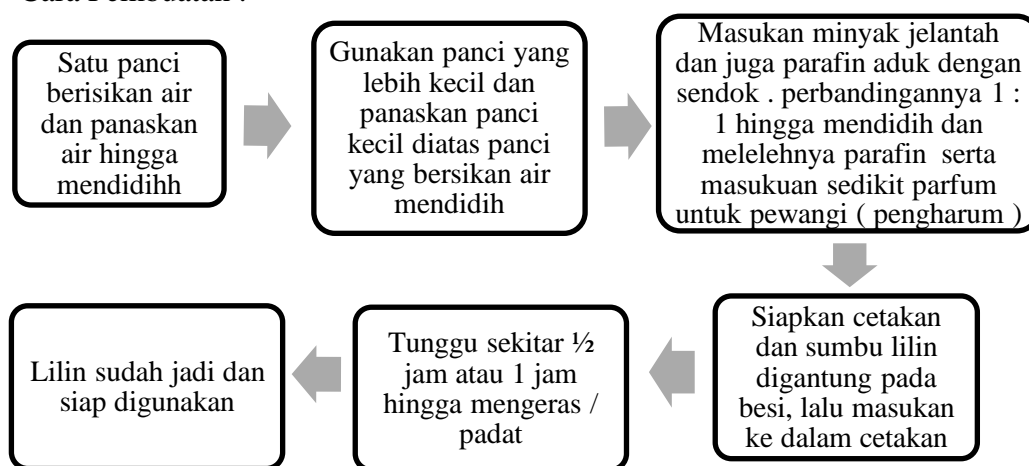 Satu panci
berisikan air
dan panaskan
air hingga
mendidihh
Gunakan panci yang
lebih kecil dan
panaskan panci
kecil diatas panci
yang bersikan air
mendidih
Masukan minyak jelantah
dan juga parafin aduk dengan
sendok . perbandingannya 1 :
1 hingga mendidih dan
melelehnya parafin serta
masukuan sedikit parfum
untuk pewangi ( pengharum )
Siapkan cetakan
dan sumbu lilin
digantung pada
besi, lalu masukan
ke dalam cetakan
Tunggu sekitar ½
jam atau 1 jam
hingga mengeras /
padat
Lilin sudah jadi dan
siap digunakan